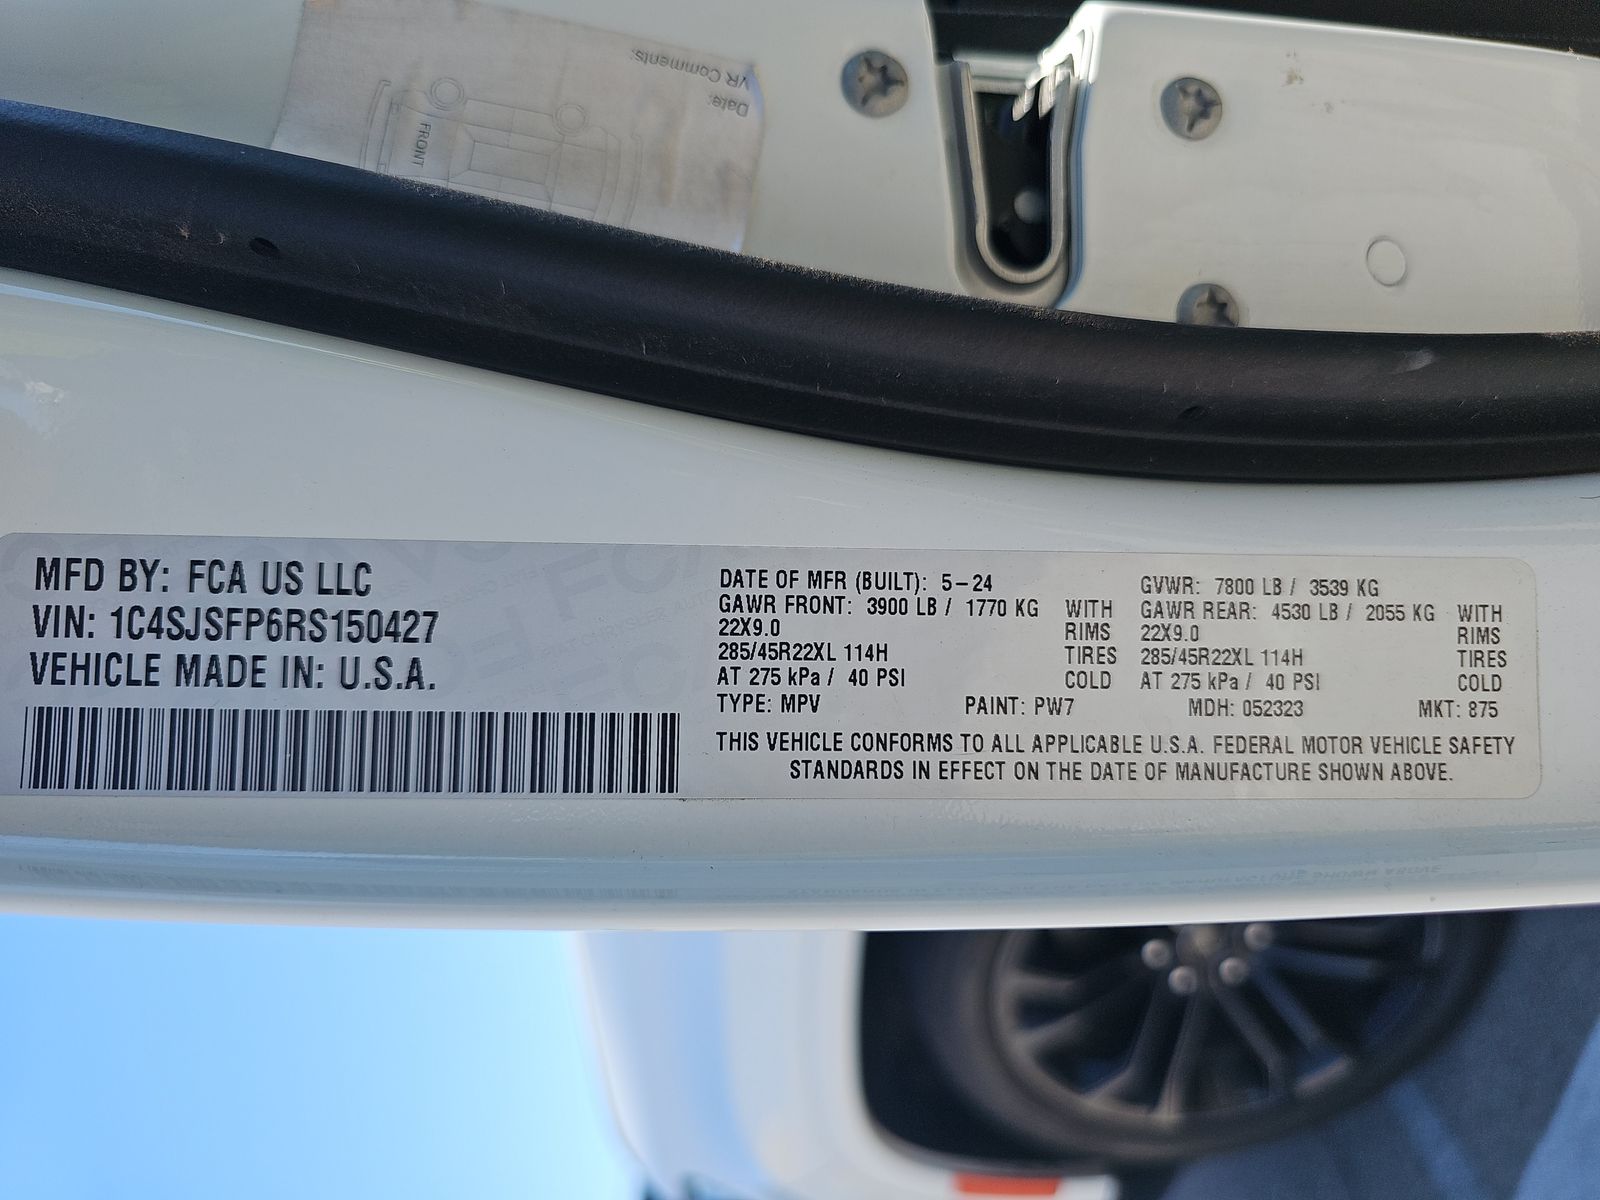 VR Comments:
Date:
FRONT
MFD BY: FCA US LLC
VIN: 1C4SJSFP6RS150427
VEHICLE MADE IN: U.S.A.
DATE OF MFR (BUILT): 5-24 GVWR: 7800 LB / 3539 KG
GAWR FRONT: 3900 LB / 1770 KG WITH GAWR REAR: 4530 LB / 2055 KG WITH
22X9.0 RIMS 22X9.0 RIMS
285/45R22XL 114H TIRES 285/45R22XL 114H TIRES
AT 275 kPa / 40 PSI COLD AT 275 kPa / 40 PSI COLD
TYPE: MPV PAINT: PW7 MDH: 052323 MKT: 875
THIS VEHICLE CONFORMS TO ALL APPLICABLE U.S.A. FEDERAL MOTOR VEHICLE SAFETY
STANDARDS IN EFFECT ON THE DATE OF MANUFACTURE SHOWN ABOVE.